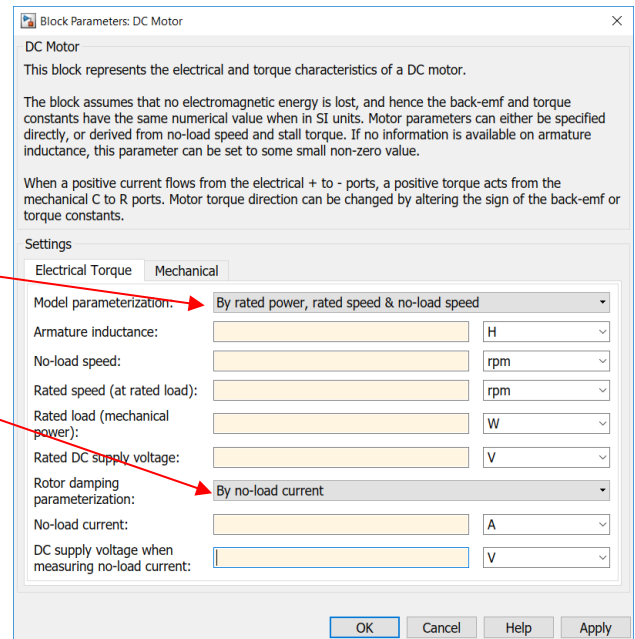 Block Parameters: DC Motor
DC Motor
This block represents the electrical and torque characteristics of a DC motor.
The block assumes that no electromagnetic energy is lost, and hence the back-emf and torque
constants have the same numerical value when in SI units. Motor parameters can either be specified
directly, or derived from no-load speed and stall torque. If no information is available on armature
inductance, this parameter can be set to some small non-zero value.
When a positive current flows from the electrical + to - ports, a positive torque acts from the
mechanical C to R ports. Motor torque direction can be changed by altering the sign of the back-emf or
torque constants.
Settings
Electrical Torque Mechanical
Model parameterization: By rated power, rated speed & no-load speed
Armature inductance: H
No-load speed: rpm
Rated speed (at rated load): rpm
Rated load (mechanical
power): W
Rated DC supply voltage: V
Rotor damping
parameterization: By no-load current
No-load current: A
DC supply voltage when
measuring no-load current: V
OK Cancel Help Apply